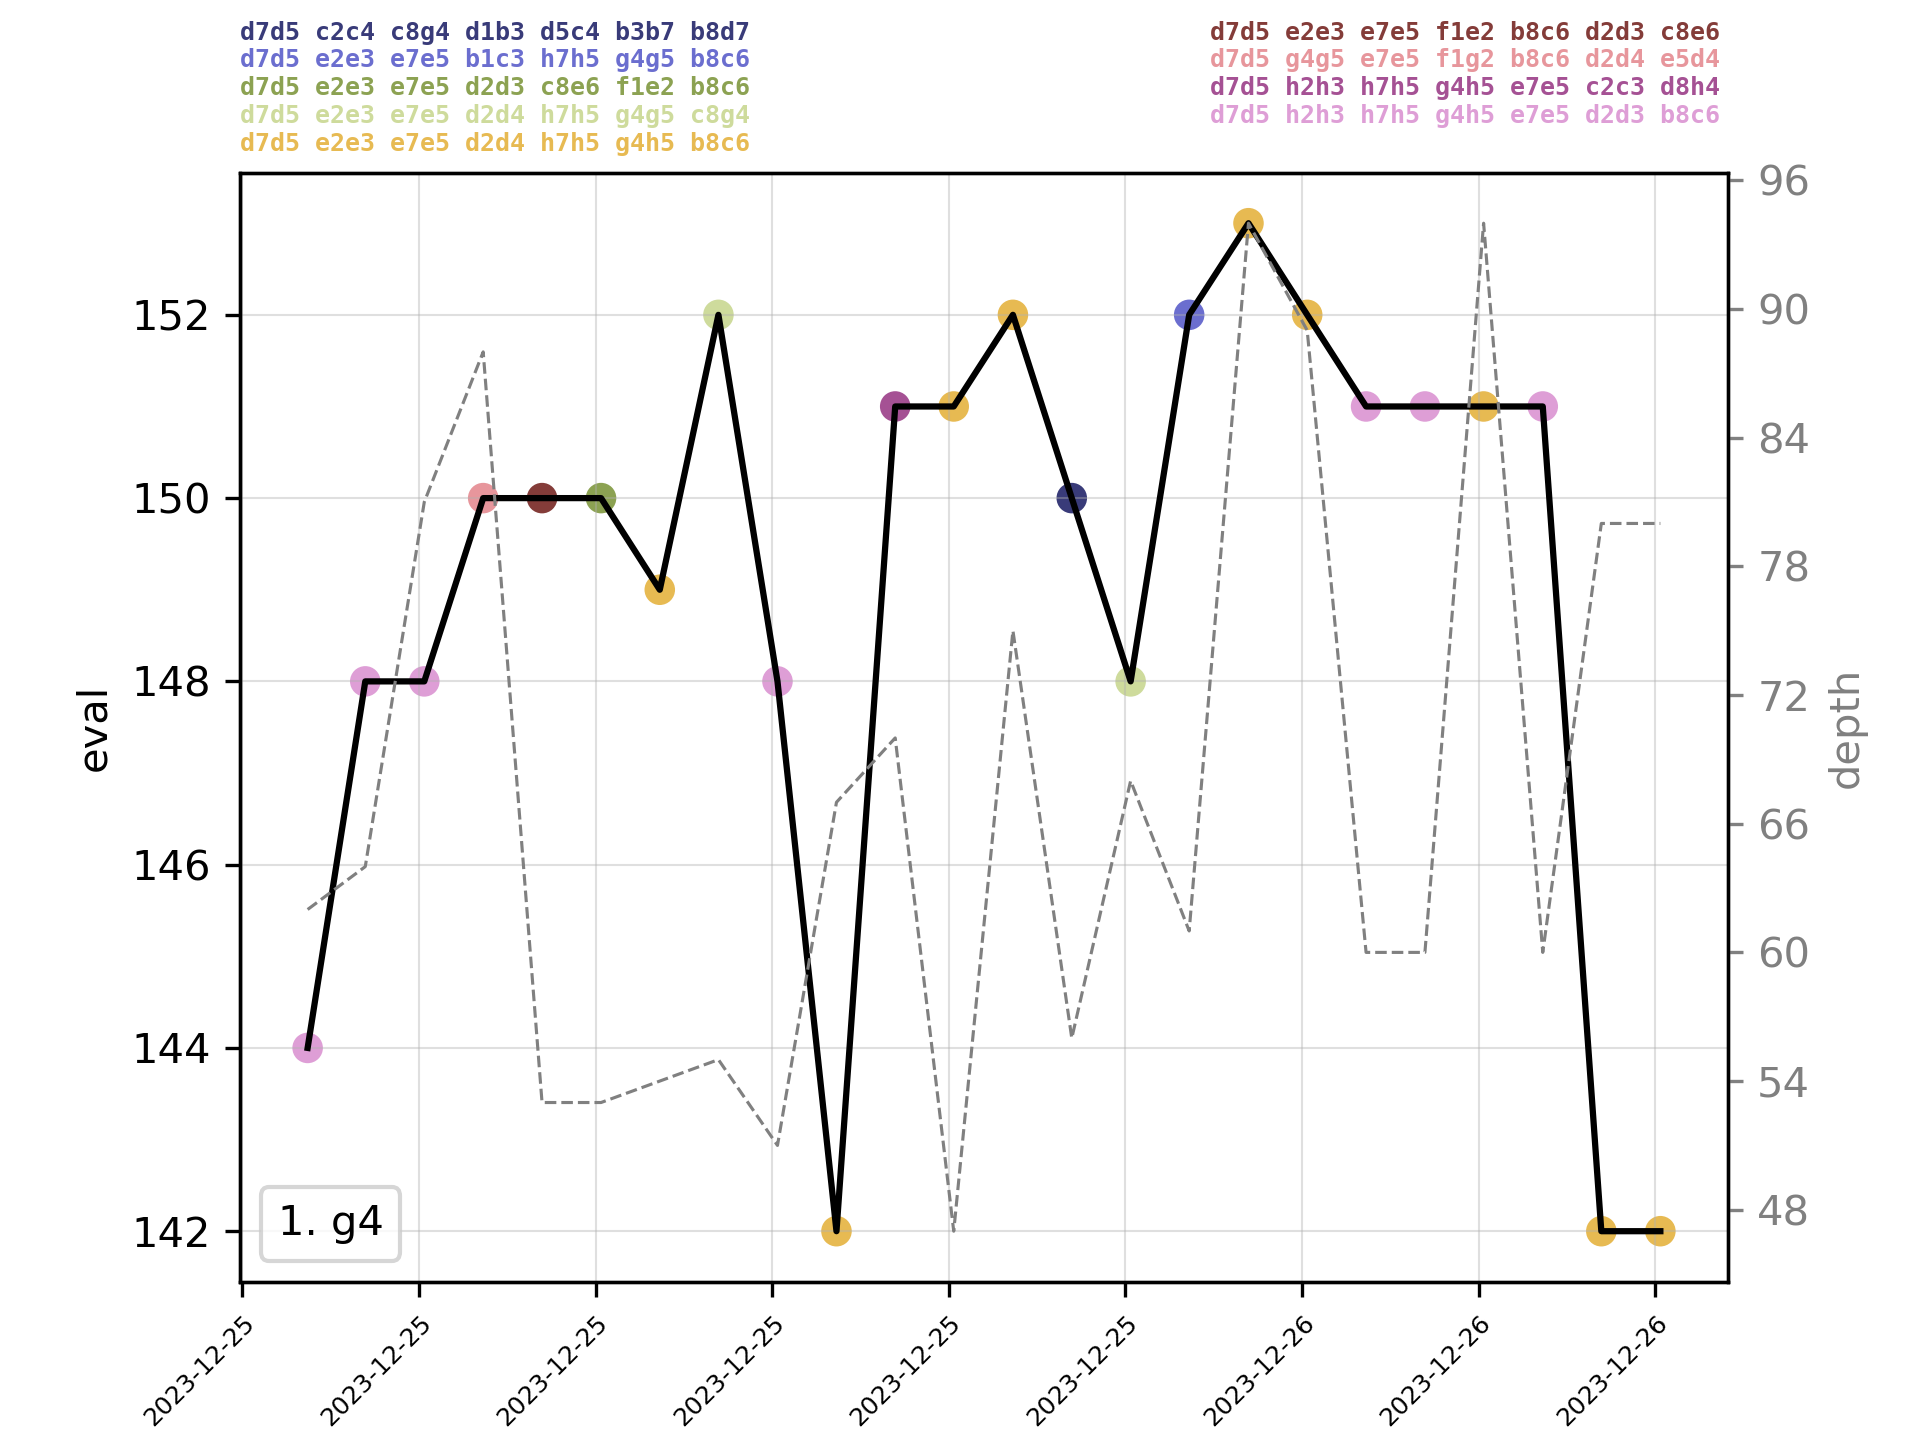 d7d5 c2c4 c8g4 d1b3 d5c4 b3b7 b8d7
d7d5 e2e3 e7e5 b1c3 h7h5 g4g5 b8c6
d7d5 e2e3 e7e5 d2d3 c8e6 f1e2 b8c6
d7d5 e2e3 e7e5 d2d4 h7h5 g4g5 c8g4
d7d5 e2e3 e7e5 d2d4 h7h5 g4h5 b8c6
d7d5 e2e3 e7e5 f1e2 b8c6 d2d3 c8e6
d7d5 g4g5 e7e5 f1g2 b8c6 d2d4 e5d4
d7d5 h2h3 h7h5 g4h5 e7e5 c2c3 d8h4
d7d5 h2h3 h7h5 g4h5 e7e5 d2d3 b8c6
152
150
148
146
144
142
eval
96
90
84
78
72
66
60
54
48
depth
1. g4
2023-12-25
2023-12-25
2023-12-25
2023-12-25
2023-12-25
2023-12-25
2023-12-26
2023-12-26
2023-12-26